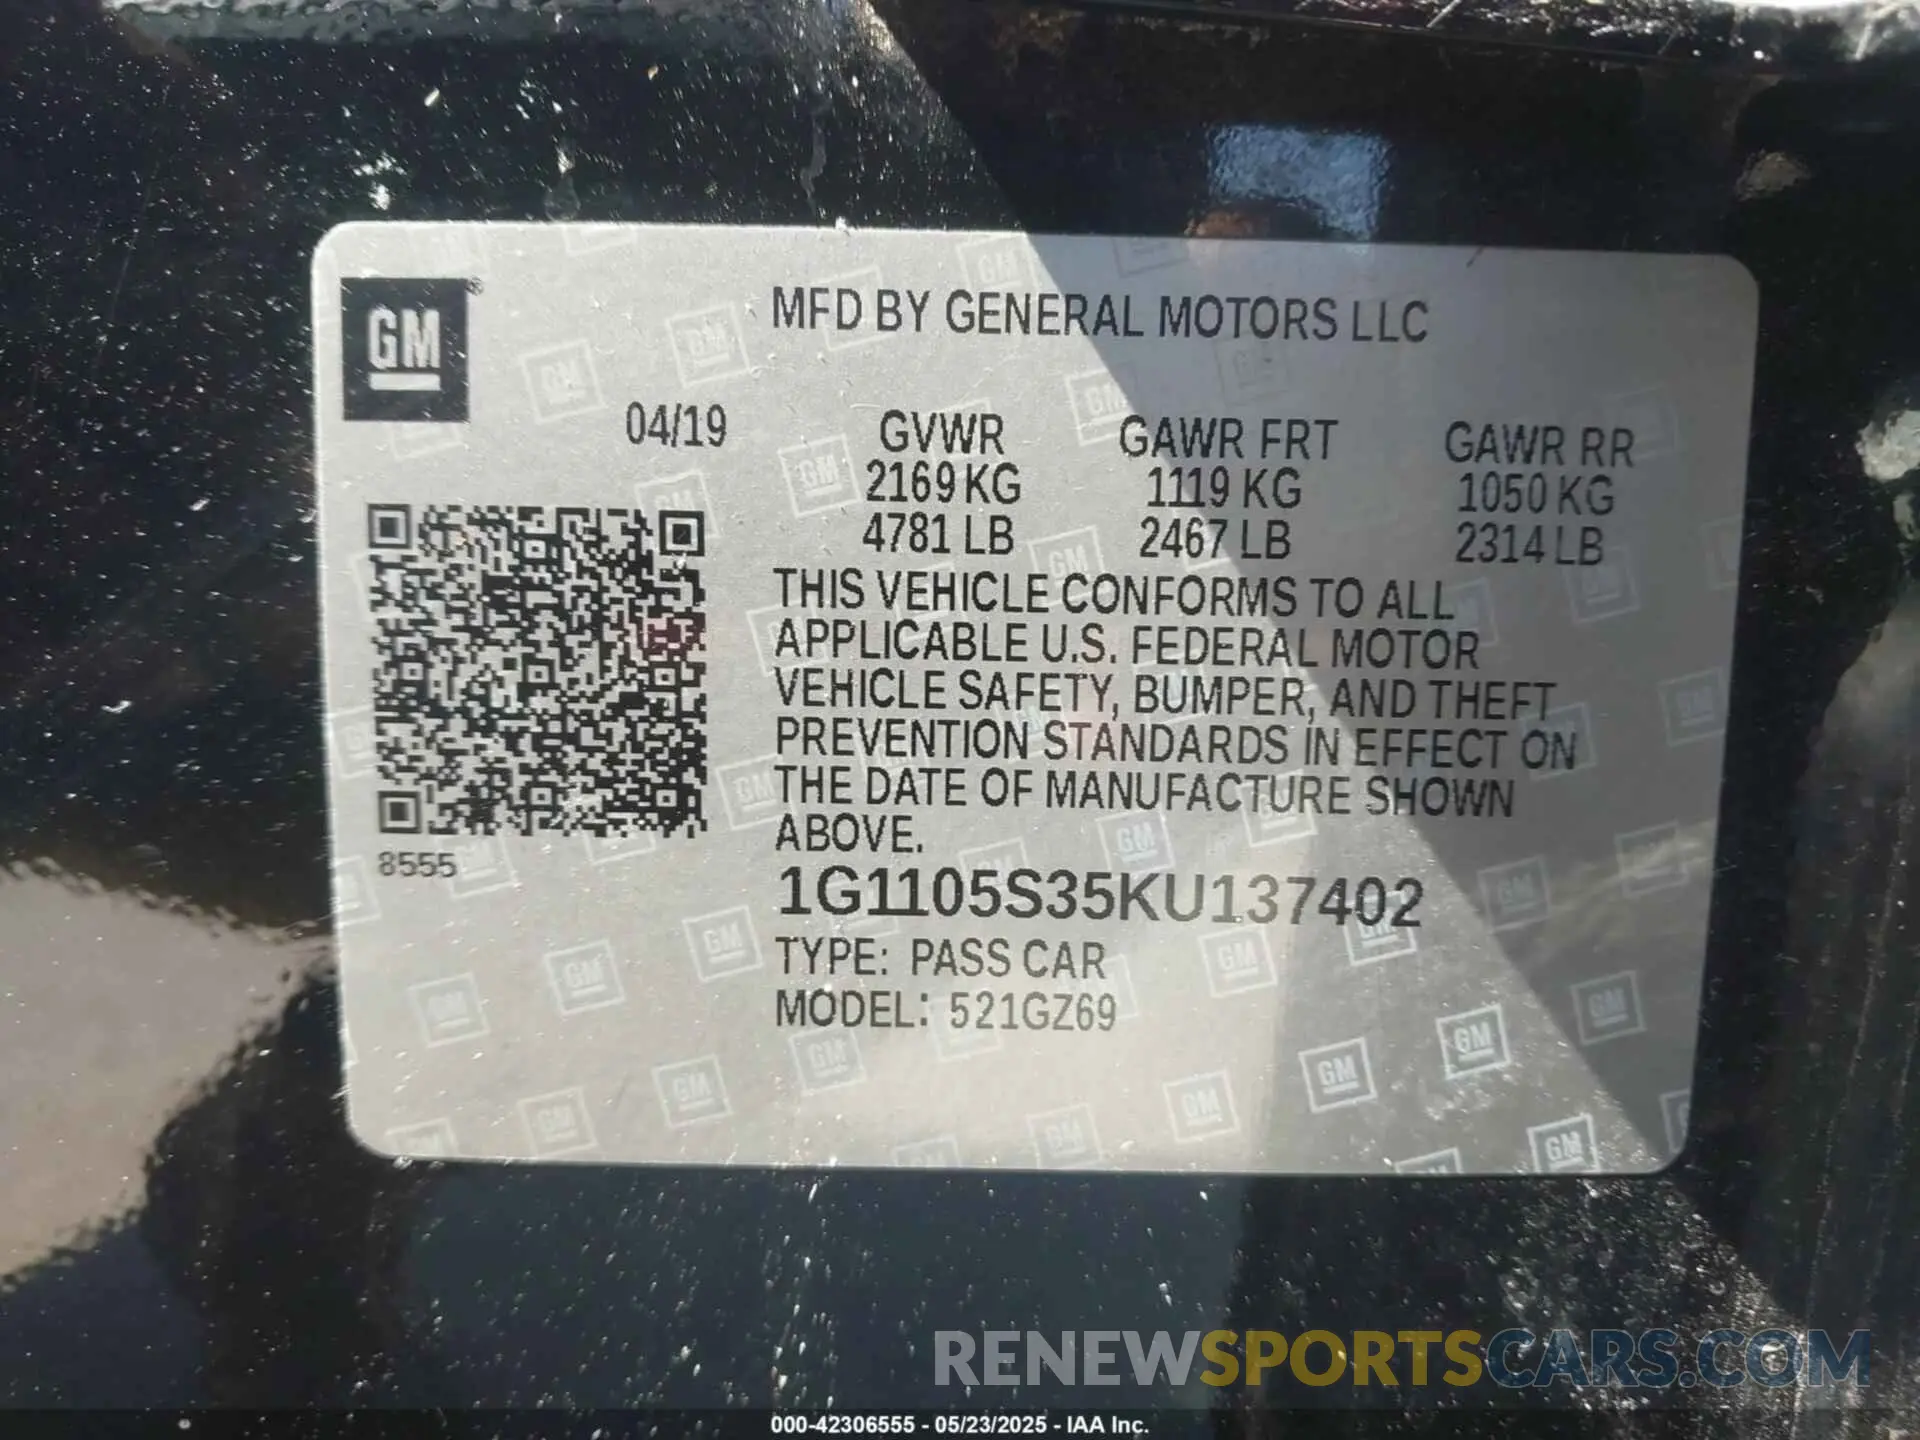 GM
MFD BY GENERAL MOTORS LLC
04/19
GVWR GAWR FRT GAWR RR
2169 KG 1119 KG 1050 KG
4781 LB 2467 LB 2314 LB
THIS VEHICLE CONFORMS TO ALL
APPLICABLE U.S. FEDERAL MOTOR
VEHICLE SAFETY, BUMPER, AND THEFT
PREVENTION STANDARDS IN EFFECT ON
THE DATE OF MANUFACTURE SHOWN
ABOVE.
8555
1G1105S35KU137402
TYPE: PASS CAR
MODEL: 521GZ69
RENEWSPORTSCARS.COM
000-42306555 - 05/23/2025 - IAA Inc.